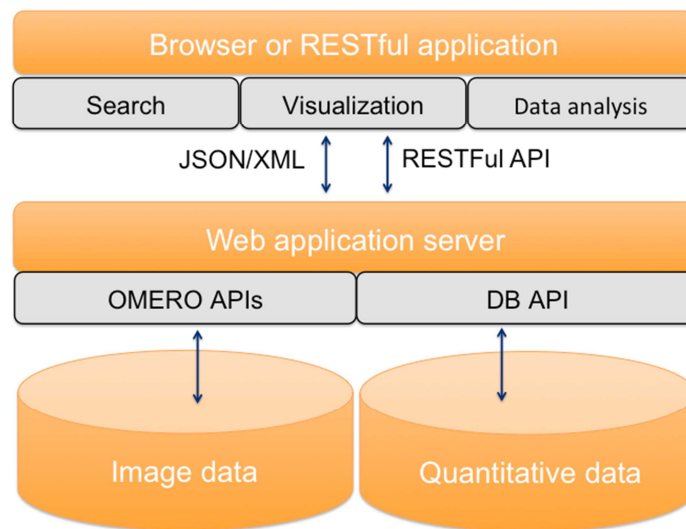 Browser or RESTful application
Search Visualization Data analysis
JSON/XML RESTFul API
Web application server
OMERO APIs DB API
Image data Quantitative data